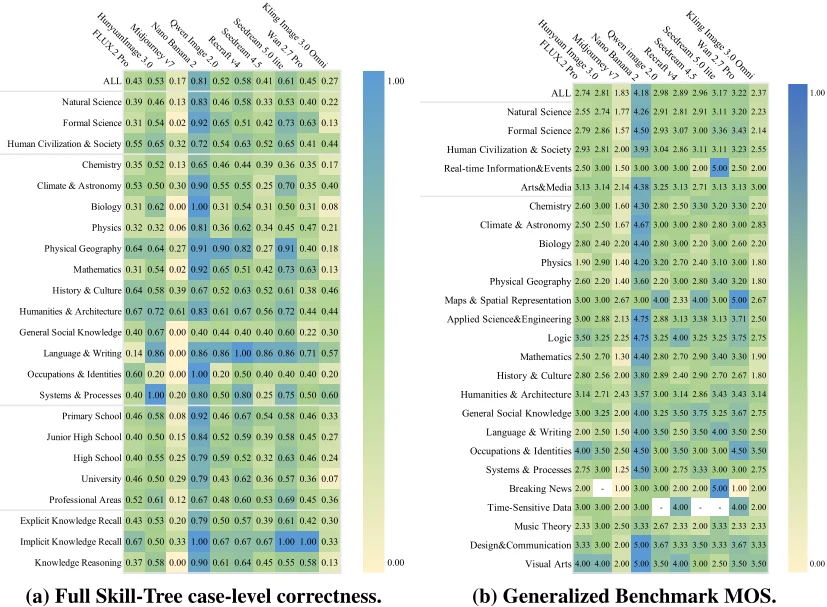 FLUX.2 Pro
HunyuanImage 3.0
Midjourney v7
Nano Banana 2
Qwen Image 2.0
Recraft v4
Seedream 4.5
Seedream 5.0 lite
Wan 2.7 Pro
Kling Image 3.0 Omni
ALL 0.43 0.53 0.17 0.81 0.52 0.58 0.41 0.61 0.45 0.27
Natural Science 0.39 0.46 0.13 0.83 0.46 0.58 0.33 0.53 0.40 0.22
Formal Science 0.31 0.54 0.02 0.92 0.65 0.51 0.42 0.73 0.63 0.13
Human Civilization & Society 0.55 0.65 0.32 0.72 0.54 0.63 0.52 0.65 0.41 0.44
Chemistry 0.35 0.52 0.13 0.65 0.46 0.44 0.39 0.36 0.35 0.17
Climate & Astronomy 0.53 0.50 0.30 0.90 0.55 0.55 0.25 0.70 0.35 0.40
Biology 0.31 0.62 0.00 1.00 0.31 0.54 0.31 0.50 0.31 0.08
Physics 0.32 0.32 0.06 0.81 0.36 0.62 0.34 0.45 0.47 0.21
Physical Geography 0.64 0.64 0.27 0.91 0.90 0.82 0.27 0.91 0.40 0.18
Mathematics 0.31 0.54 0.02 0.92 0.65 0.51 0.42 0.73 0.63 0.13
History & Culture 0.64 0.58 0.39 0.67 0.52 0.63 0.52 0.61 0.38 0.46
Humanities & Architecture 0.67 0.72 0.61 0.83 0.61 0.67 0.56 0.72 0.44 0.44
General Social Knowledge 0.40 0.67 0.00 0.40 0.44 0.40 0.40 0.60 0.22 0.30
Language & Writing 0.14 0.86 0.00 0.86 0.86 1.00 0.86 0.86 0.71 0.57
Occupations & Identities 0.60 0.20 0.00 1.00 0.20 0.50 0.40 0.40 0.40 0.20
Systems & Processes 0.40 1.00 0.20 0.80 0.50 0.80 0.25 0.75 0.50 0.60
Primary School 0.46 0.58 0.08 0.92 0.46 0.67 0.54 0.58 0.46 0.33
Junior High School 0.40 0.50 0.15 0.84 0.52 0.59 0.39 0.58 0.45 0.27
High School 0.40 0.55 0.25 0.79 0.59 0.52 0.32 0.63 0.46 0.24
University 0.46 0.50 0.29 0.79 0.43 0.62 0.36 0.57 0.36 0.07
Professional Areas 0.52 0.61 0.12 0.67 0.48 0.60 0.53 0.69 0.45 0.36
Explicit Knowledge Recall 0.43 0.53 0.20 0.79 0.50 0.57 0.39 0.61 0.42 0.30
Implicit Knowledge Recall 0.67 0.50 0.33 1.00 0.67 0.67 0.67 1.00 1.00 0.33
Knowledge Reasoning 0.37 0.58 0.00 0.90 0.61 0.64 0.45 0.55 0.58 0.13
1.00
0.00
(a) Full Skill-Tree case-level correctness.
FLUX.2 Pro
Hunyuan Image 3.0
Midjourney v7
Nano Banana 2
Qwen image 2.0
Recraft v4
Seedream 4.5
Seedream 5.0 lite
Wan 2.7 Pro
Kling Image 3.0 Omni
ALL 2.74 2.81 1.83 4.18 2.98 2.89 2.96 3.17 3.22 2.37
Natural Science 2.55 2.74 1.77 4.26 2.91 2.81 2.91 3.11 3.20 2.23
Formal Science 2.79 2.86 1.57 4.50 2.93 3.07 3.00 3.36 3.43 2.14
Human Civilization & Society 2.93 2.81 2.00 3.93 3.04 2.86 3.11 3.11 3.23 2.55
Real-time Information&Events 2.50 3.00 1.50 3.00 3.00 3.00 2.00 5.00 2.50 2.00
Arts&Media 3.13 3.14 2.14 4.38 3.25 3.13 2.71 3.13 3.13 3.00
Chemistry 2.60 3.00 1.60 4.30 2.80 2.50 3.30 3.20 3.30 2.20
Climate & Astronomy 2.50 2.50 1.67 4.67 3.00 3.00 2.80 2.80 3.00 2.83
Biology 2.80 2.40 2.20 4.40 2.80 3.00 2.20 3.00 2.60 2.20
Physics 1.90 2.90 1.40 4.20 3.20 2.70 2.40 3.10 3.00 1.80
Physical Geography 2.60 2.20 1.40 3.60 2.20 3.00 2.80 3.40 3.20 1.80
Maps & Spatial Representation 3.00 3.00 2.67 3.00 4.00 2.33 4.00 3.00 5.00 2.67
Applied Science&Engineering 3.00 2.88 2.13 4.75 2.88 3.13 3.38 3.13 3.71 2.50
Logic 3.50 3.25 2.25 4.75 3.25 4.00 3.25 3.25 3.75 2.75
Mathematics 2.50 2.70 1.30 4.40 2.80 2.70 2.90 3.40 3.30 1.90
History & Culture 2.80 2.56 2.00 3.80 2.89 2.40 2.90 2.70 2.67 1.80
Humanities & Architecture 3.14 2.71 2.43 3.57 3.00 3.14 2.86 3.43 3.43 3.14
General Social Knowledge 3.00 3.25 2.00 4.00 3.25 3.50 3.75 3.25 3.67 2.75
Language & Writing 2.00 2.50 1.50 4.00 3.50 2.50 3.50 4.00 3.50 2.50
Occupations & Identities 4.00 3.50 2.50 4.50 3.00 3.50 3.00 3.00 4.50 3.50
Systems & Processes 2.75 3.00 1.25 4.50 3.00 2.75 3.33 3.00 3.00 2.75
Breaking News 2.00 - 1.00 3.00 3.00 2.00 2.00 5.00 1.00 2.00
Time-Sensitive Data 3.00 3.00 2.00 3.00 - 4.00 - - 4.00 2.00
Music Theory 2.33 3.00 2.50 3.33 2.67 2.33 2.00 3.33 2.33 2.33
Design&Communication 3.33 3.00 2.00 5.00 3.67 3.33 3.50 3.33 3.67 3.33
Visual Arts 4.00 4.00 2.00 5.00 3.50 4.00 3.00 2.50 3.50 3.50
1.00
0.00
(b) Generalized Benchmark MOS.